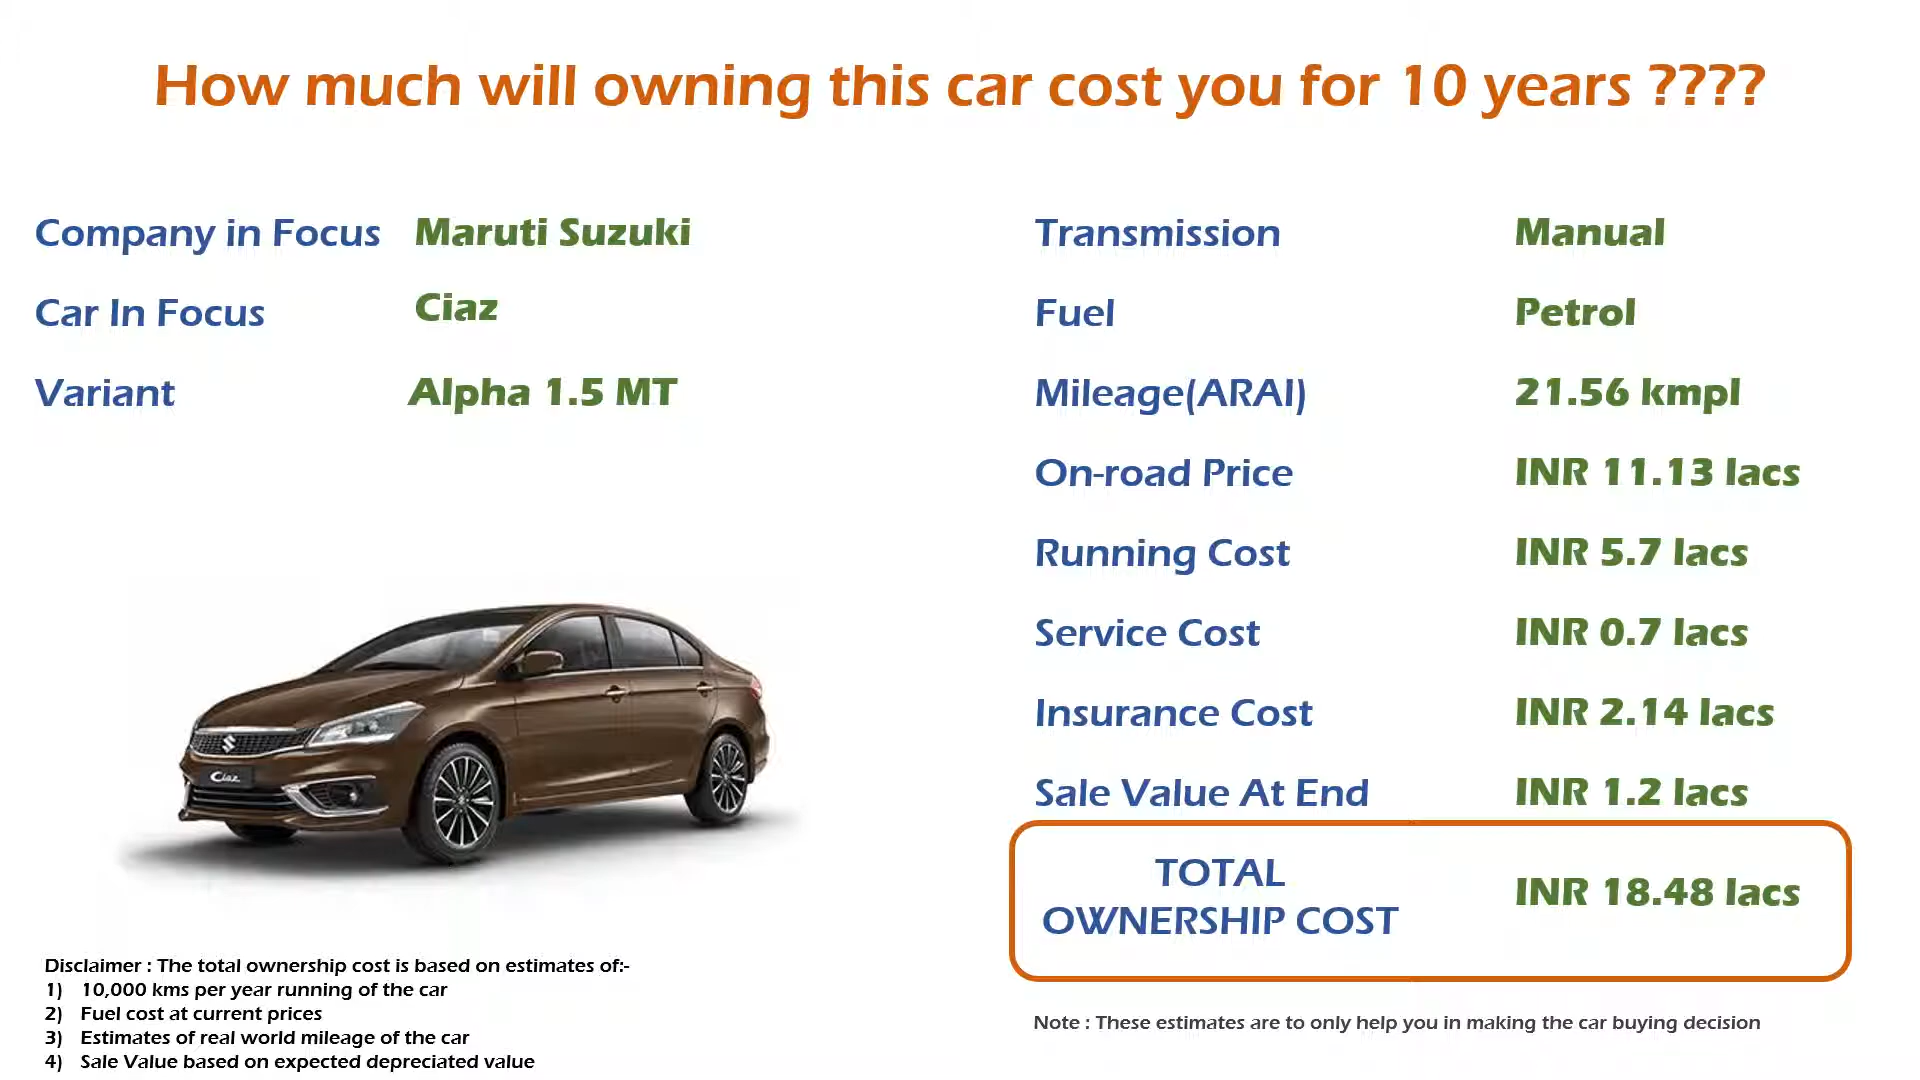 How much will owning this car cost you for 10 years ????
Company in Focus Maruti Suzuki
Car In Focus Ciaz
Variant Alpha 1.5 MT
Transmission Manual
Fuel Petrol
Mileage(ARAI) 21.56 kmpl
On-road Price INR 11.13 lacs
Running Cost INR 5.7 lacs
Service Cost INR 0.7 lacs
Insurance Cost INR 2.14 lacs
Sale Value At End INR 1.2 lacs
TOTAL
OWNERSHIP COST INR 18.48 lacs
Ciaz
Disclaimer : The total ownership cost is based on estimates of:-
1) 10,000 kms per year running of the car
2) Fuel cost at current prices
3) Estimates of real world mileage of the car
4) Sale Value based on expected depreciated value
Note : These estimates are to only help you in making the car buying decision